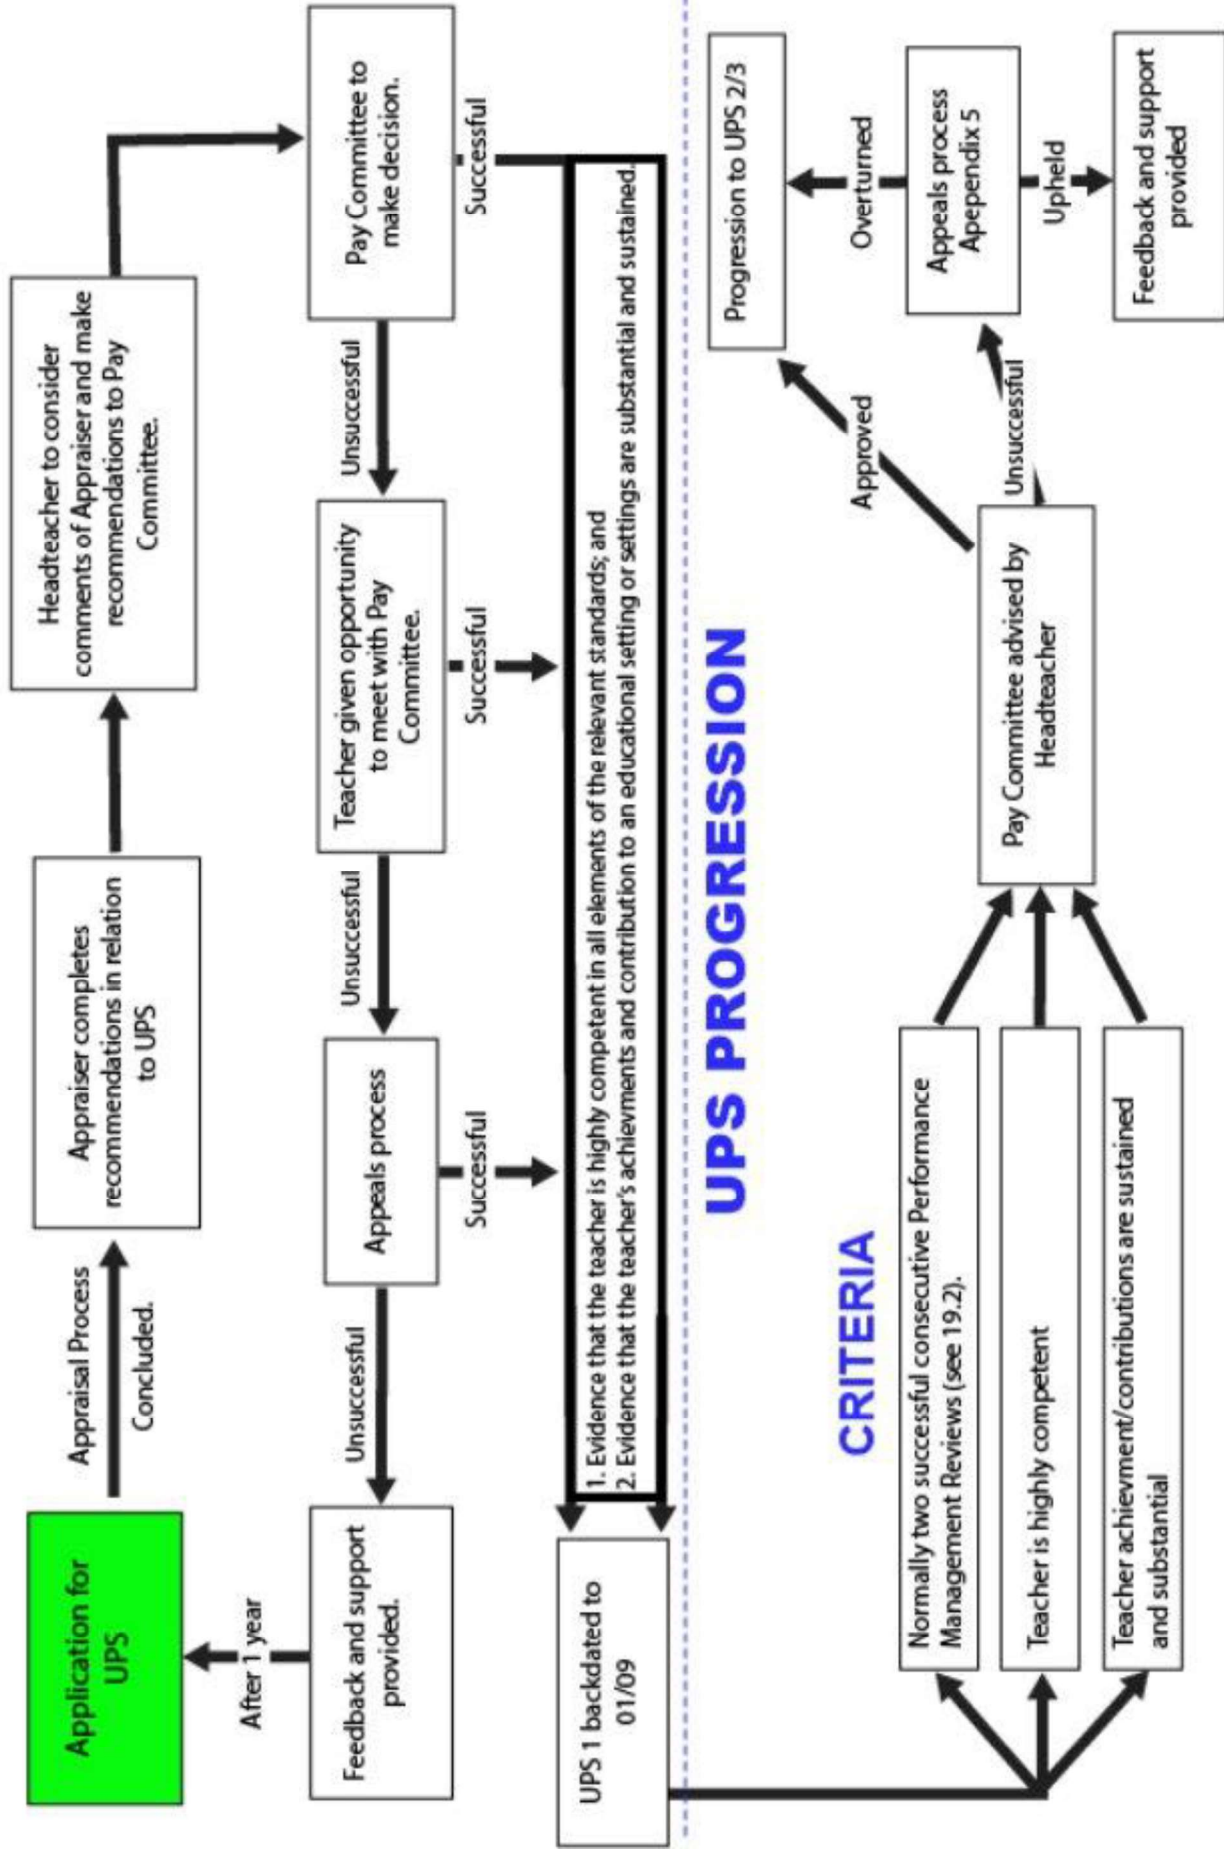 Application for
UPS
Appraisal Process
Concluded.
Appraiser completes
recommendations in relation
to UPS
Headteacher to consider
comments of Appraiser and make
recommendations to Pay
Committee.
Pay Committee to
make decision.
Unsuccessful
Successful
Teacher given opportunity
to meet with Pay
Committee.
Unsuccessful
Successful
Appeals process
Unsuccessful
Successful
Feedback and support
provided.
After 1 year
1. Evidence that the teacher is highly competent in all elements of the relevant standards; and
2. Evidence that the teacher's achievments and contribution to an educational setting or settings are substantial and sustained.
UPS 1 backdated to
01/09
UPS PROGRESSION
CRITERIA
Normally two successful consecutive Performance
Management Reviews (see 19.2).
Teacher is highly competent
Teacher achievment/contributions are sustained
and substantial
Pay Committee advised by
Headteacher
Approved
Unsuccessful
Progression to UPS 2/3
Overturned
Appeals process
Apependix 5
Upheld
Feedback and support
provided